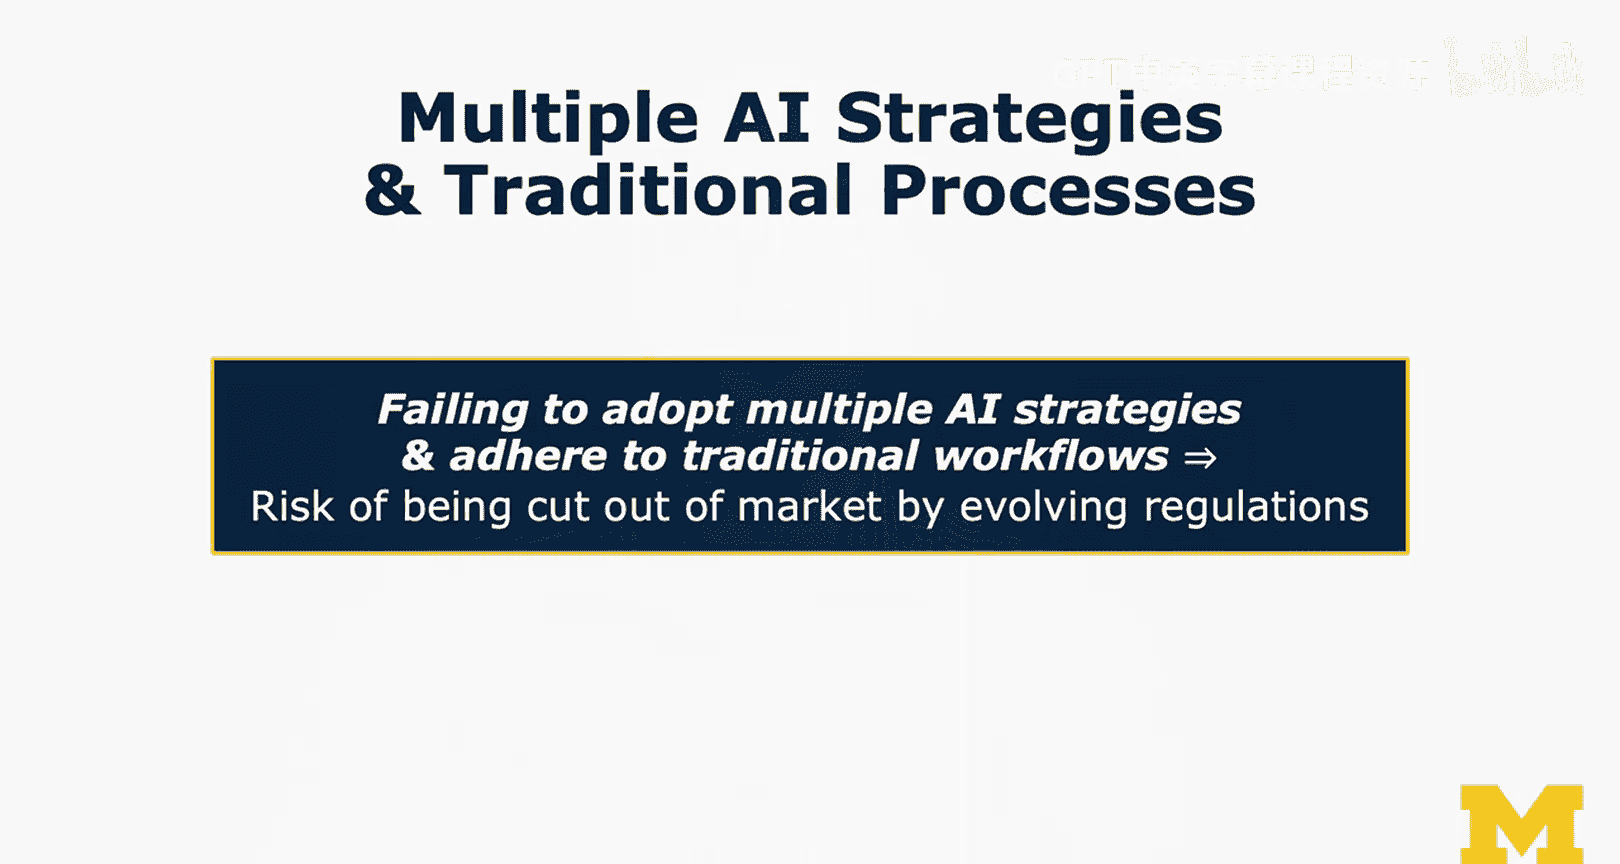 Multiple AI Strategies
& Traditional Processes
Failing to adopt multiple AI strategies
& adhere to traditional workflows ⇒
Risk of being cut out of market by evolving regulations
M